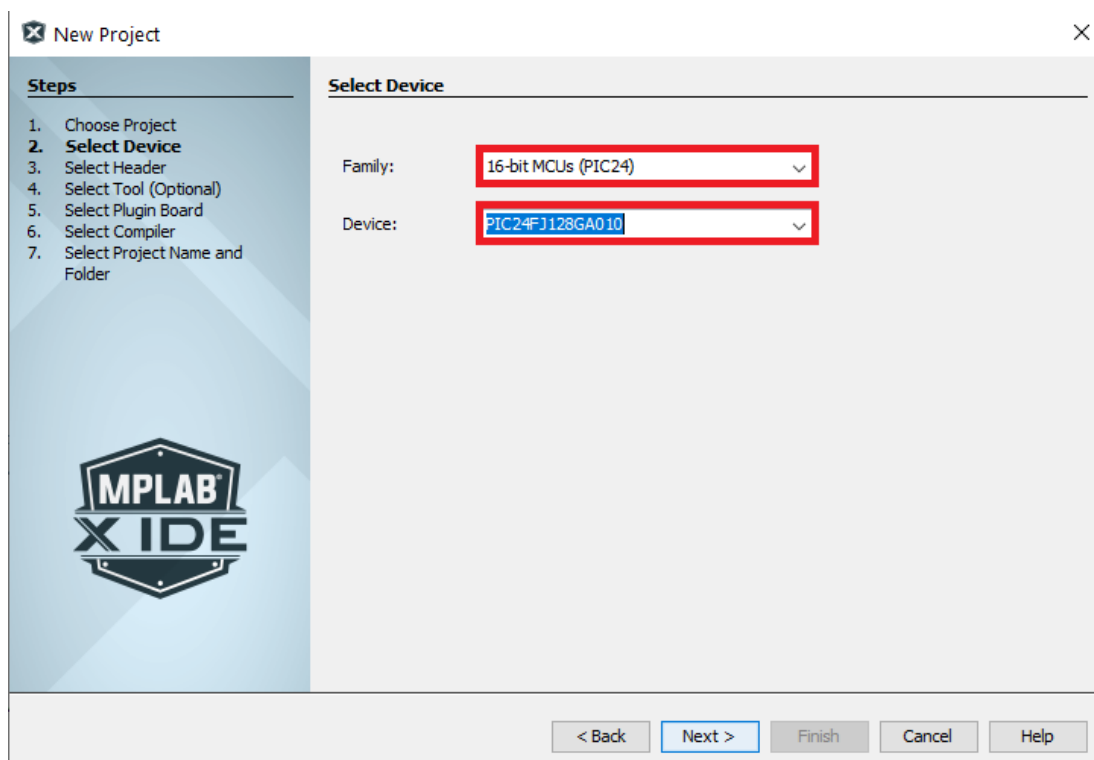 New Project
Steps
1. Choose Project
2. Select Device
3. Select Header
4. Select Tool (Optional)
5. Select Plugin Board
6. Select Compiler
7. Select Project Name and
Folder
MPLAB®
X IDE
Select Device
Family: 16-bit MCUs (PIC24)
Device: PIC24FJ128GA010
< Back Next > Finish Cancel Help